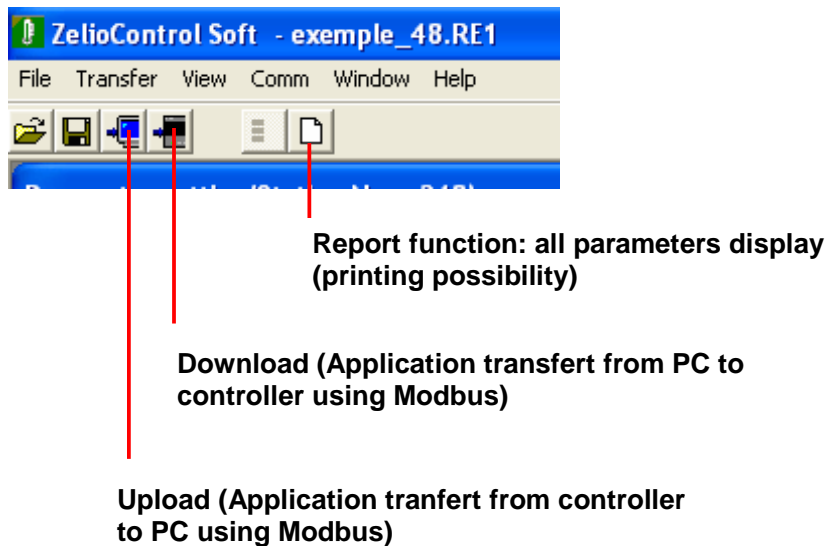 ZelioControl Soft - exemple_48.RE1
File Transfer View Comm Window Help
Report function: all parameters display
(printing possibility)
Download (Application transfert from PC to
controller using Modbus)
Upload (Application tranfert from controller
to PC using Modbus)